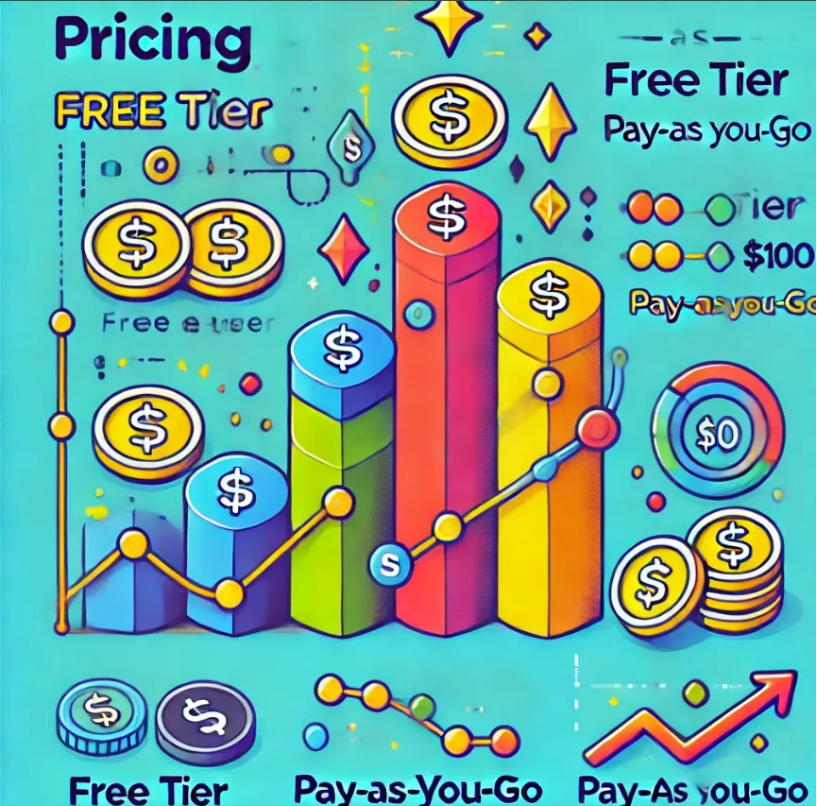 Pricing
FREE Tier
as
Free Tier
Pay-as you-Go
Tier
$100
Pay-asyou-Go
$
$
$
$
$
$
$
Free
$
$
$
$
$0
S
$
$
$
$
Free Tier
Pay-as-You-Go
Pay-As you-Go